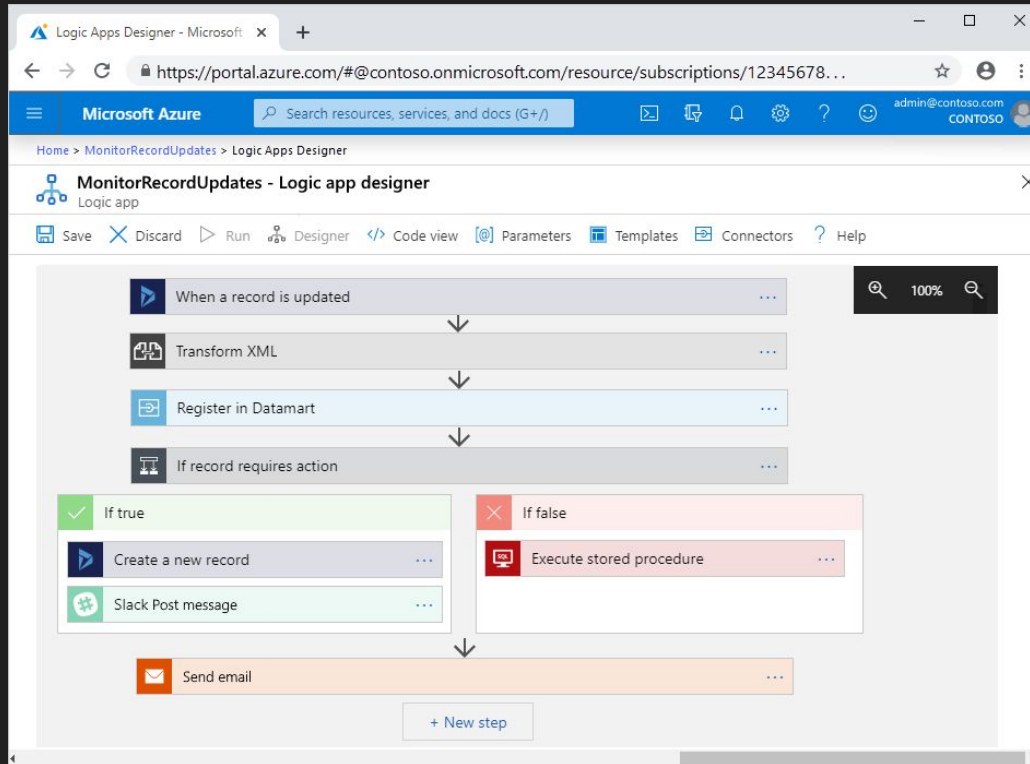 Logic Apps Designer - Microsoft
https://portal.azure.com/#@contoso.onmicrosoft.com/resource/subscriptions/12345678...
Microsoft Azure
Search resources, services, and docs (G+/)
admin@contoso.com
CONTOSO
Home > MonitorRecordUpdates > Logic Apps Designer
MonitorRecordUpdates - Logic app designer
Logic app
Save Discard Run Designer Code view Parameters Templates Connectors Help
When a record is updated
100%
Transform XML
Register in Datamart
If record requires action
If true
If false
Create a new record
Execute stored procedure
SQL
Slack Post message
Send email
+ New step